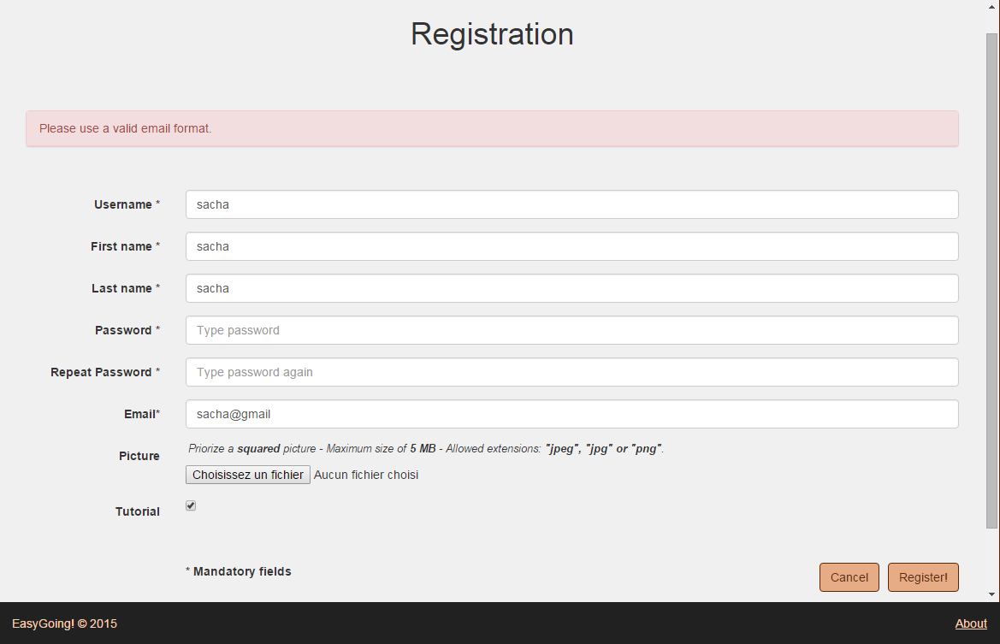 Registration
Please use a valid email format.
Username * sacha
First name * sacha
Last name * sacha
Password * Type password
Repeat Password * Type password again
Email* sacha@gmail
Picture Priorize a squared picture - Maximum size of 5 MB - Allowed extensions: "jpeg", "jpg" or "png".
Choisissez un fichier Aucun fichier choisi
Tutorial
* Mandatory fields
Cancel Register!
EasyGoing! © 2015 About